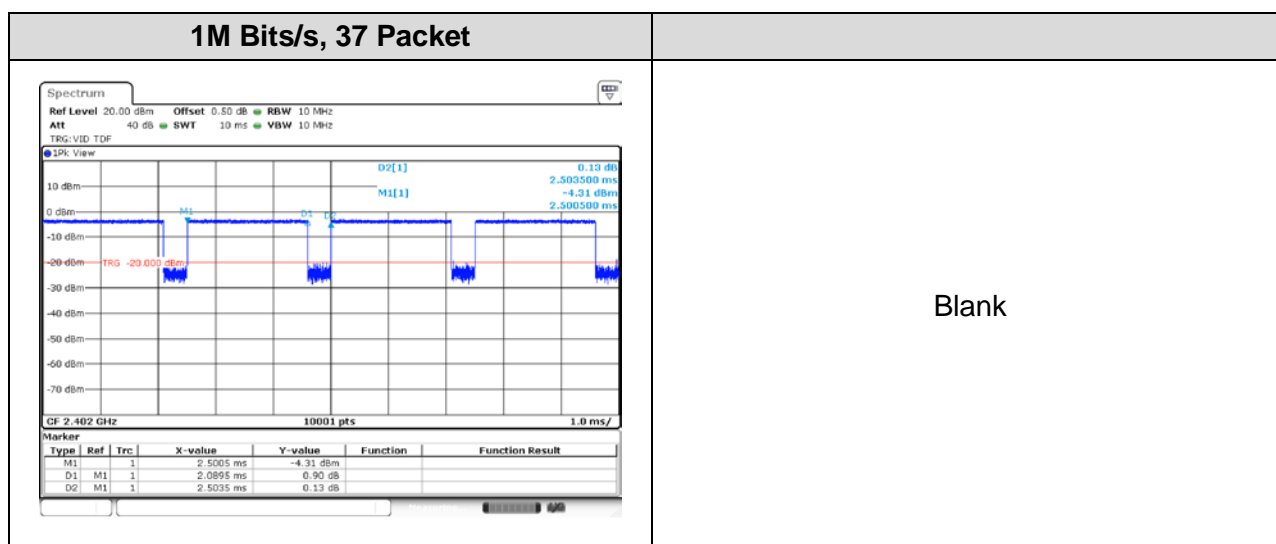 1M Bits/s, 37 Packet
Spectrum
Ref Level 20.00 dBm Offset 0.50 dB RBW 10 MHz
Att 40 dB SWT 10 ms VBW 10 MHz
TRG:VID TDF
1Pk View
D2[1] 0.13 dB
2.503500 ms
10 dBm
M1[1] -4.31 dBm
2.500500 ms
0 dBm
M1 D1 D2
-10 dBm
-20 dBm TRG -20.000 dBm
-30 dBm
-40 dBm
-50 dBm
-60 dBm
-70 dBm
CF 2.402 GHz 10001 pts 1.0 ms/
Marker
Type Ref Trc X-value Y-value Function Function Result
M1 1 2.5005 ms -4.31 dBm
D1 M1 1 2.0895 ms 0.90 dB
D2 M1 1 2.5035 ms 0.13 dB
Blank